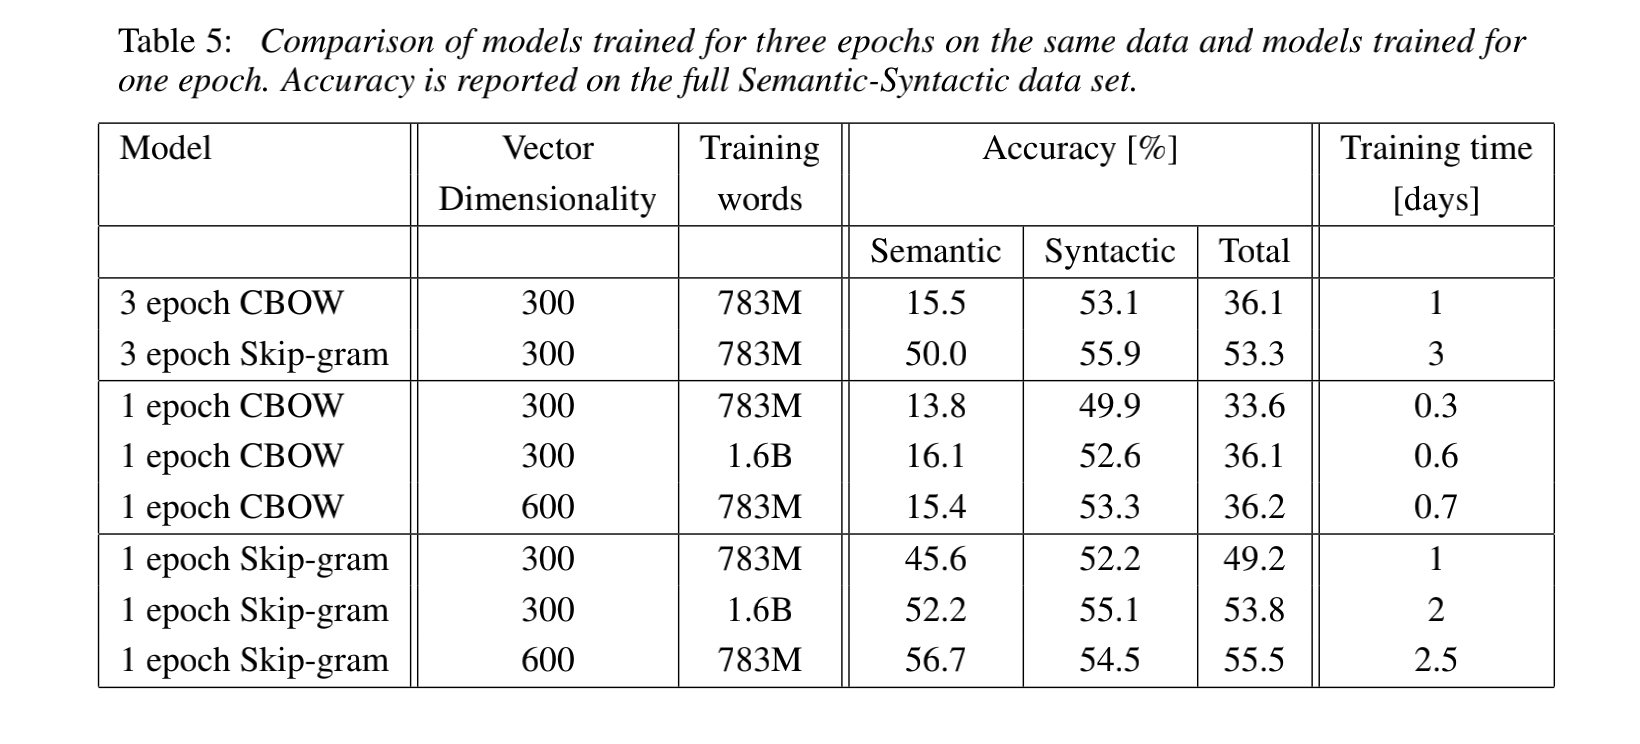 Table 5: Comparison of models trained for three epochs on the same data and models trained for
one epoch. Accuracy is reported on the full Semantic-Syntactic data set.
Model Vector Training Accuracy [%] Training time
Dimensionality words [days]
Semantic Syntactic Total
3 epoch CBOW 300 783M 15.5 53.1 36.1 1
3 epoch Skip-gram 300 783M 50.0 55.9 53.3 3
1 epoch CBOW 300 783M 13.8 49.9 33.6 0.3
1 epoch CBOW 300 1.6B 16.1 52.6 36.1 0.6
1 epoch CBOW 600 783M 15.4 53.3 36.2 0.7
1 epoch Skip-gram 300 783M 45.6 52.2 49.2 1
1 epoch Skip-gram 300 1.6B 52.2 55.1 53.8 2
1 epoch Skip-gram 600 783M 56.7 54.5 55.5 2.5